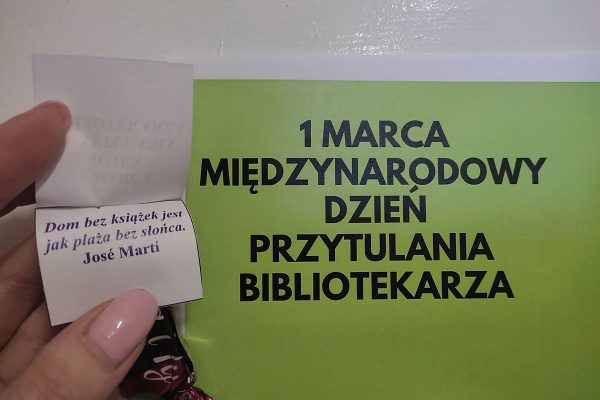 Dom bez książek jest
jak plaża bez słońca.
José Martí
1 MARCA
MIĘDZYNARODOWY
DZIEŃ
PRZYTULANIA
BIBLIOTEKARZA